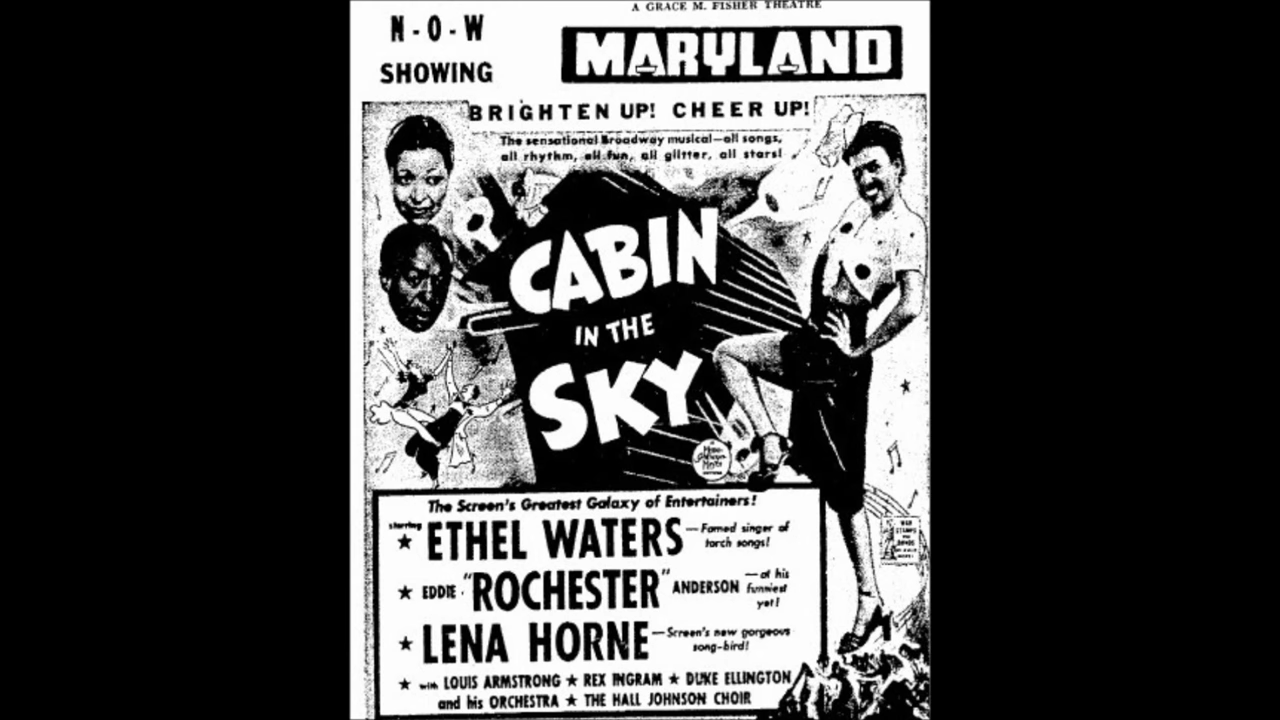 A GRACE M. FISHER THEATRE
N-O-W
SHOWING
MARYLAND
BRIGHTEN UP! CHEER UP!
The sensational Broadway musical—all songs,
all rhythm, all fun, all glitter, all stars!
CABIN
IN THE
SKY
The Screen's Greatest Galaxy of Entertainers!
starring
★ ETHEL WATERS —Famed singer of
torch songs!
★ EDDIE "ROCHESTER" ANDERSON —at his
funniest
yet!
★ LENA HORNE —Screen's new gorgeous
song-bird!
★ with LOUIS ARMSTRONG ★ REX INGRAM ★ DUKE ELLINGTON
and his ORCHESTRA ★ THE HALL JOHNSON CHOIR